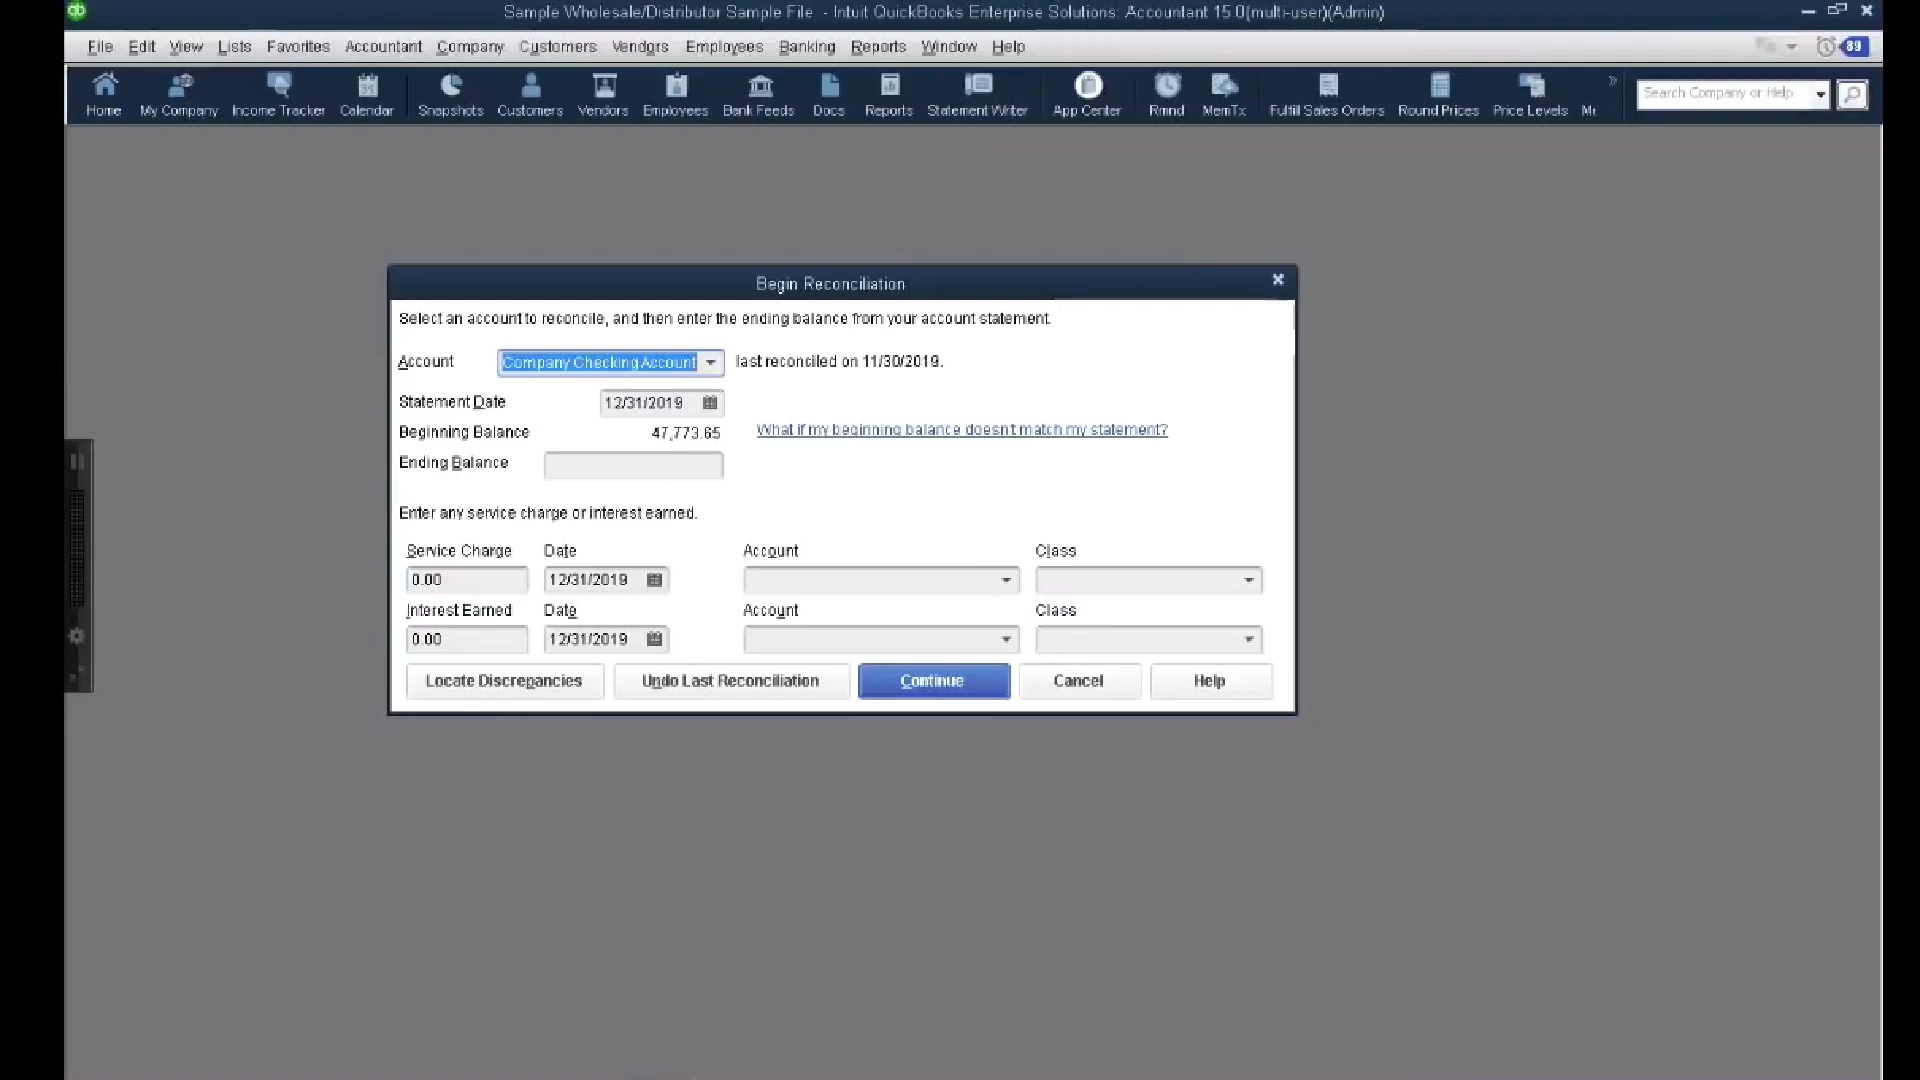 qb
Sample Wholesale/Distributor Sample File - Intuit QuickBooks Enterprise Solutions: Accountant 15.0(multi-user)(Admin)
File Edit View Lists Favorites Accountant Company Customers Vendors Employees Banking Reports Window Help
89
Home My Company Income Tracker Calendar Snapshots Customers Vendors Employees Bank Feeds Docs Reports Statement Writer App Center Rmnd MemTx Fulfill Sales Orders Round Prices Price Levels
Search Company or Help
Begin Reconciliation
Select an account to reconcile, and then enter the ending balance from your account statement.
Account Company Checking Account last reconciled on 11/30/2019.
Statement Date 12/31/2019
Beginning Balance 47,773.65 What if my beginning balance doesn't match my statement?
Ending Balance
Enter any service charge or interest earned.
Service Charge Date Account Class
0.00 12/31/2019
Interest Earned Date Account Class
0.00 12/31/2019
Locate Discrepancies Undo Last Reconciliation Continue Cancel Help